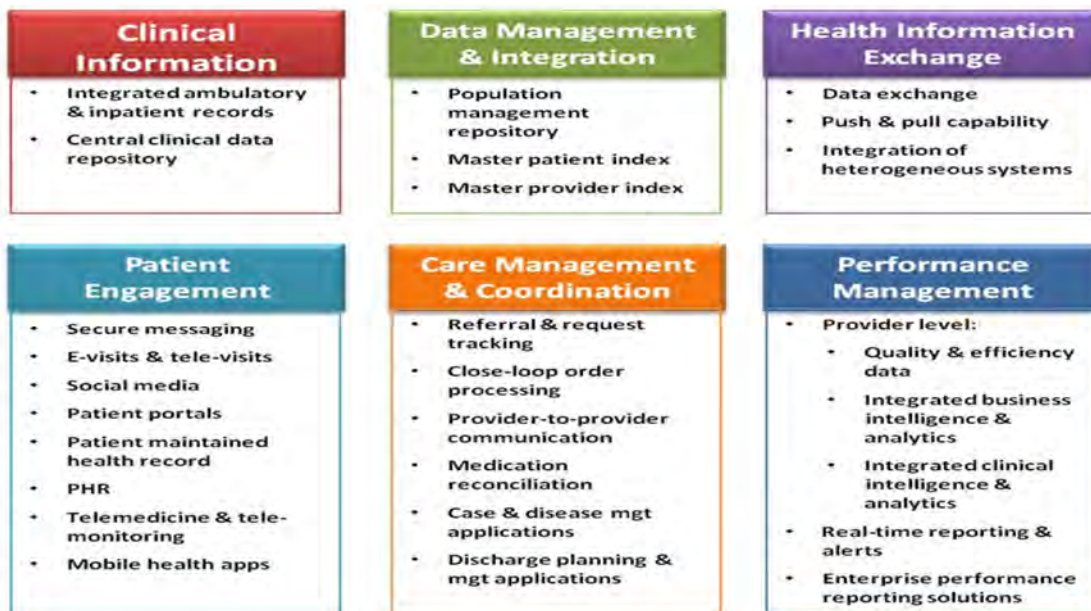 Clinical
Information
• Integrated ambulatory
& inpatient records
• Central clinical data
repository
Data Management
& Integration
• Population
management
repository
• Master patient index
• Master provider index
Health Information
Exchange
• Data exchange
• Push & pull capability
• Integration of
heterogeneous systems
Patient
Engagement
• Secure messaging
• E-visits & tele-visits
• Social media
• Patient portals
• Patient maintained
health record
• PHR
• Telemedicine & tele-
monitoring
• Mobile health apps
Care Management
& Coordination
• Referral & request
tracking
• Close-loop order
processing
• Provider-to-provider
communication
• Medication
reconciliation
• Case & disease mgt
applications
• Discharge planning &
mgt applications
Performance
Management
• Provider level:
• Quality & efficiency
data
• Integrated business
intelligence &
analytics
• Integrated clinical
intelligence &
analytics
• Real-time reporting &
alerts
• Enterprise performance
reporting solutions